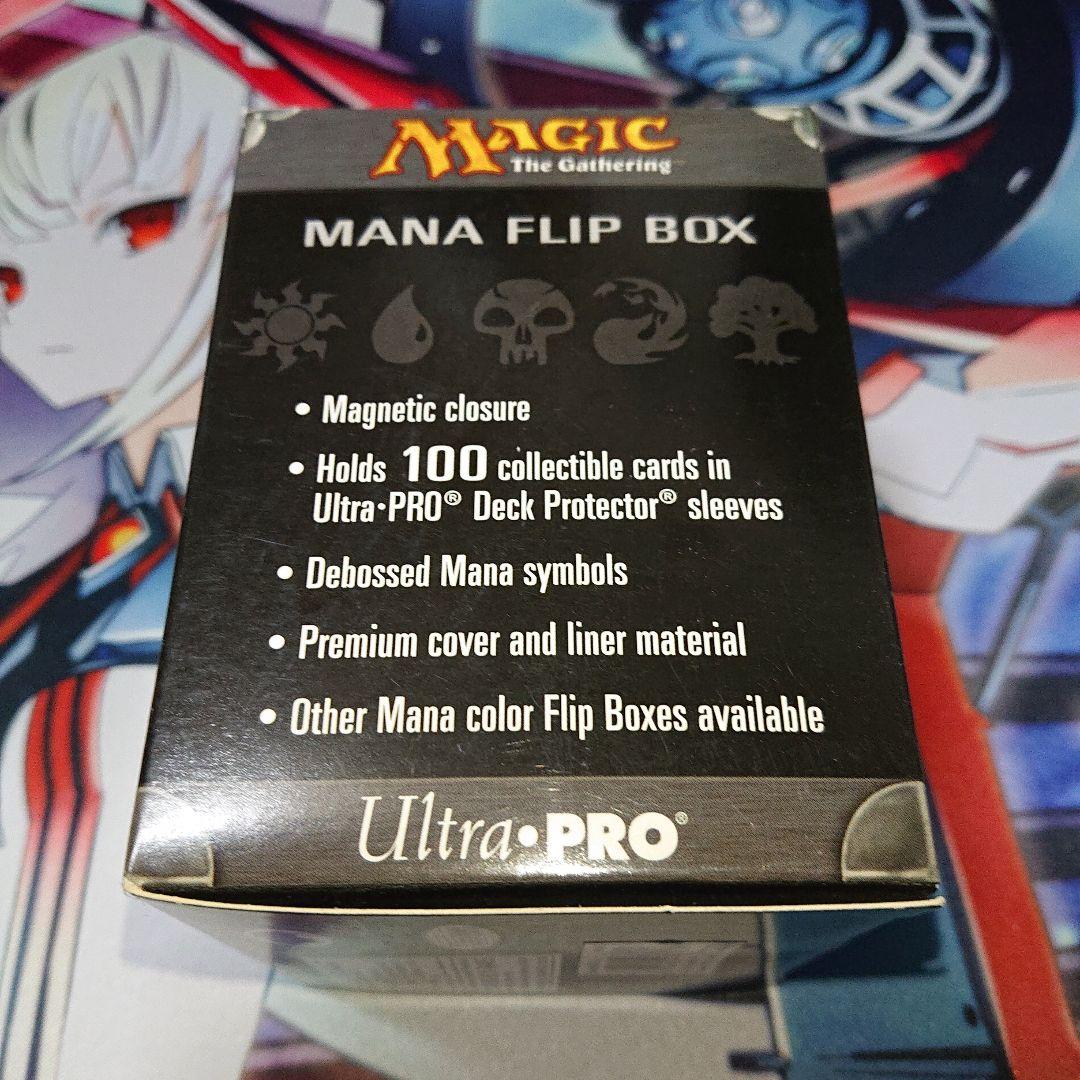 MAGIC
The Gathering™
MANA FLIP BOX
• Magnetic closure
• Holds 100 collectible cards in
Ultra•PRO® Deck Protector® sleeves
• Debossed Mana symbols
• Premium cover and liner material
• Other Mana color Flip Boxes available
Ultra•PRO®